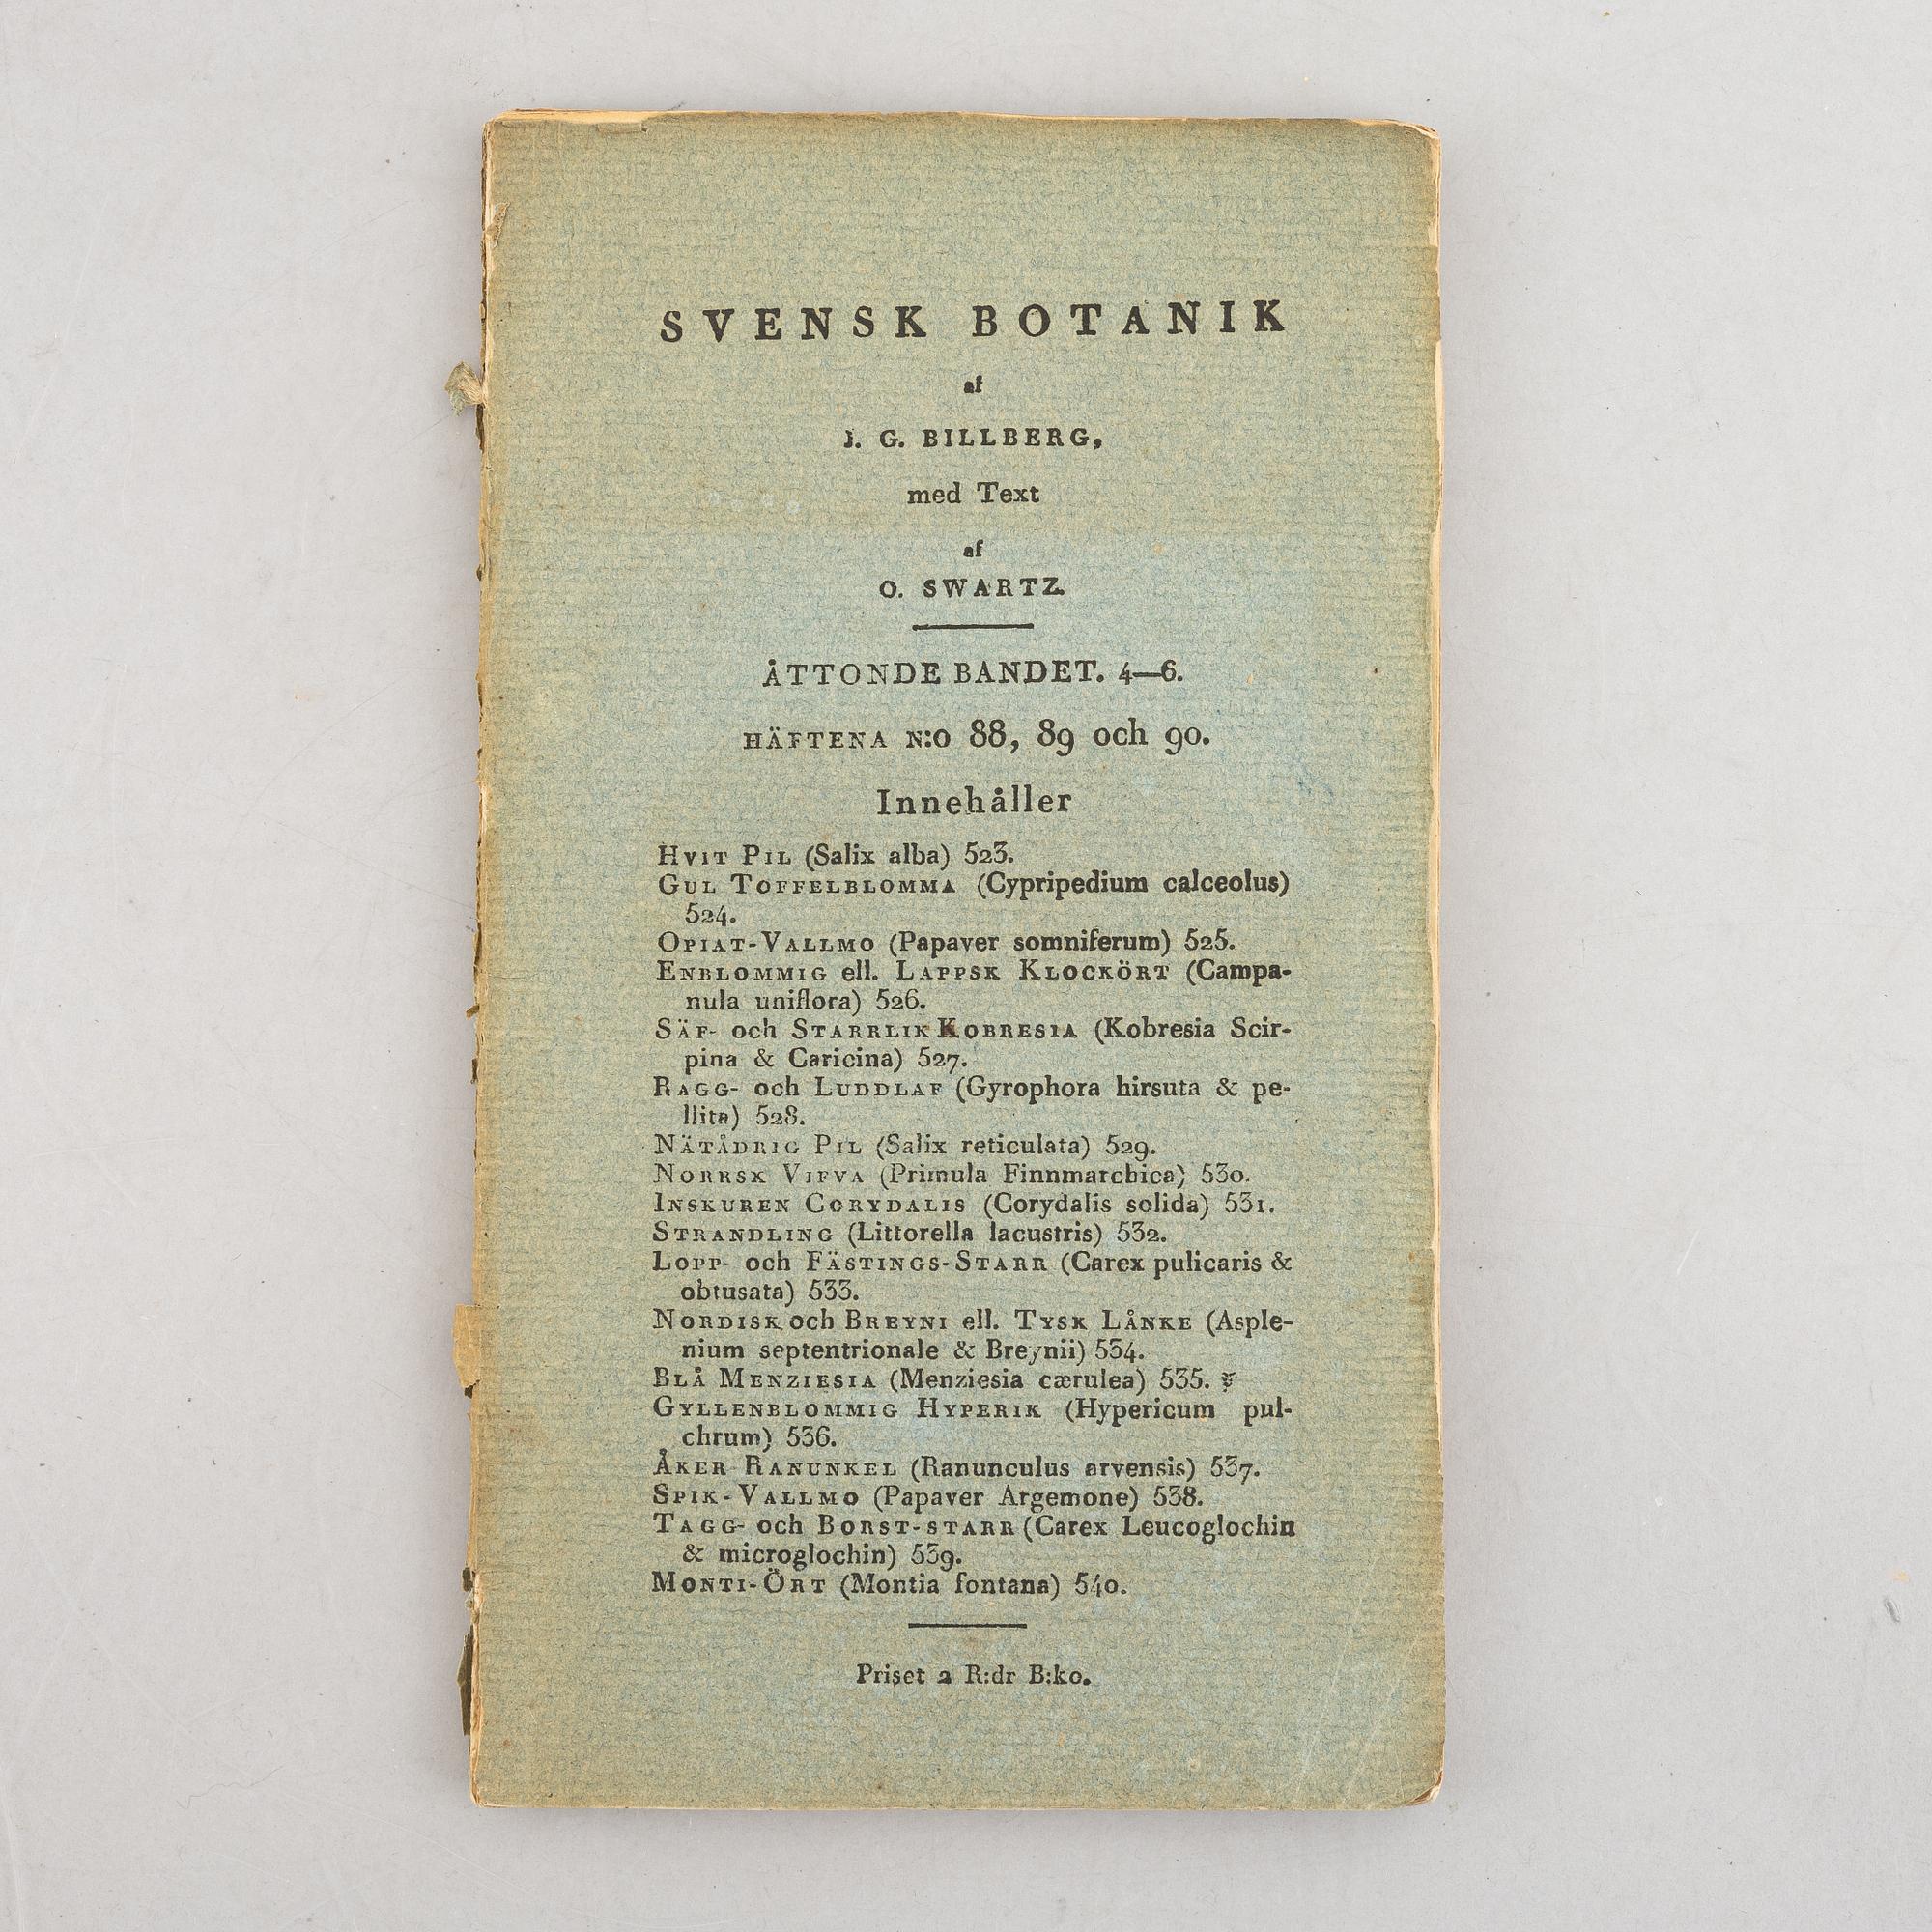 SVENSK BOTANIK
af
J. G. BILLBERG,
med Text
af
O. SWARTZ.
ÅTTONDE BANDET. 4—6.
HÄFTENA N:o 88, 89 och 90.
Innehåller
HVIT PIL (Salix alba) 523.
GUL TOFFELBLOMMA (Cypripedium calceolus)
524.
OPIAT-VALLMO (Papaver somniferum) 525.
ENBLOMMIG ell. LAPPSK KLOCKÖRT (Campa-
nula uniflora) 526.
SÄF- och STARRLIK KOBRESIA (Kobresia Scir-
pina & Caricina) 527.
RAGG- och LUDDLAF (Gyrophora hirsuta & pe-
llita) 528.
NÄTÅDRIG PIL (Salix reticulata) 529.
NORRSK VIFVA (Primula Finnmarchica) 530.
INSKUREN CORYDALIS (Corydalis solida) 531.
STRANDLING (Littorella lacustris) 532.
LOPP- och FÄSTINGS-STARR (Carex pulicaris &
obtusata) 533.
NORDISK och BREYNI ell. TYSK LÅNKE (Asple-
nium septentrionale & Breynii) 534.
BLÅ MENZIESIA (Menziesia cærulea) 535.
GYLLENBLOMMIG HYPERIK (Hypericum pul-
chrum) 536.
ÅKER RANUNKEL (Ranunculus arvensis) 537.
SPIK-VALLMO (Papaver Argemone) 538.
TAGG- och BORST-STARR (Carex Leucoglochin
& microglochin) 539.
MONTI-ÖRT (Montia fontana) 540.
Priset 2 R:dr B:ko.